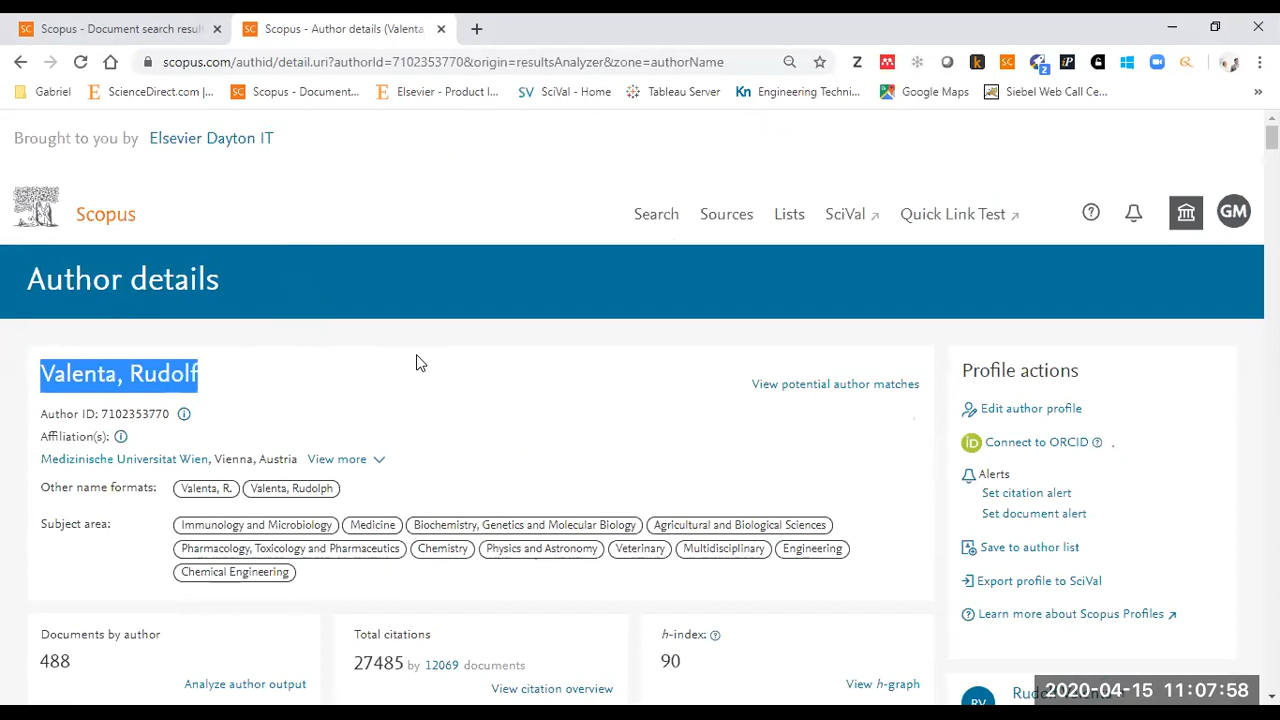 Scopus - Document search resul
Scopus - Author details (Valenta
scopus.com/authid/detail.uri?authorId=7102353770&origin=resultsAnalyzer&zone=authorName
Gabriel
ScienceDirect.com |...
Scopus - Document...
Elsevier - Product I...
SciVal - Home
Tableau Server
Engineering Techni...
Google Maps
Siebel Web Call Ce...
Brought to you by Elsevier Dayton IT
Scopus
Search
Sources
Lists
SciVal
Quick Link Test
GM
Author details
Valenta, Rudolf
View potential author matches
Author ID: 7102353770
Affiliation(s):
Medizinische Universitat Wien, Vienna, Austria View more
Other name formats: Valenta, R. Valenta, Rudolph
Subject area: Immunology and Microbiology Medicine Biochemistry, Genetics and Molecular Biology Agricultural and Biological Sciences
Pharmacology, Toxicology and Pharmaceutics Chemistry Physics and Astronomy Veterinary Multidisciplinary Engineering
Chemical Engineering
Profile actions
Edit author profile
Connect to ORCID
Alerts
Set citation alert
Set document alert
Save to author list
Export profile to SciVal
Learn more about Scopus Profiles
Documents by author
488
Analyze author output
Total citations
27485 by 12069 documents
View citation overview
h-index:
90
View h-graph
RV
2020-04-15 11:07:58